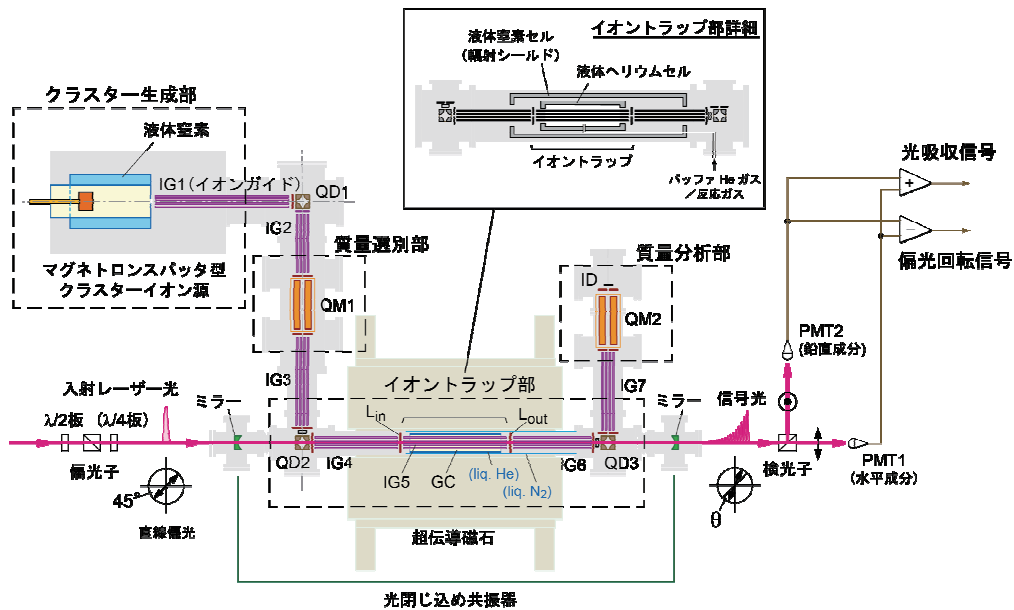 イオントラップ部詳細
液体窒素セル
(輻射シールド)
液体ヘリウムセル
イオントラップ
バッファ He ガス
／反応ガス
クラスター生成部
液体窒素
IG1(イオンガイド)
QD1
IG2
マグネトロンスパッタ型
クラスターイオン源
質量選別部
QM1
IG3
質量分析部
ID
QM2
IG7
光吸収信号
+
−
偏光回転信号
PMT2
(鉛直成分)
入射レーザー光
λ/2板
(λ/4板)
偏光子
45°
直線偏光
ミラー
イオントラップ部
Lin
Lout
QD2
IG4
IG5
GC
(liq. He)
(liq. N2)
IG6
QD3
超伝導磁石
ミラー
信号光
θ
検光子
PMT1
(水平成分)
光閉じ込め共振器